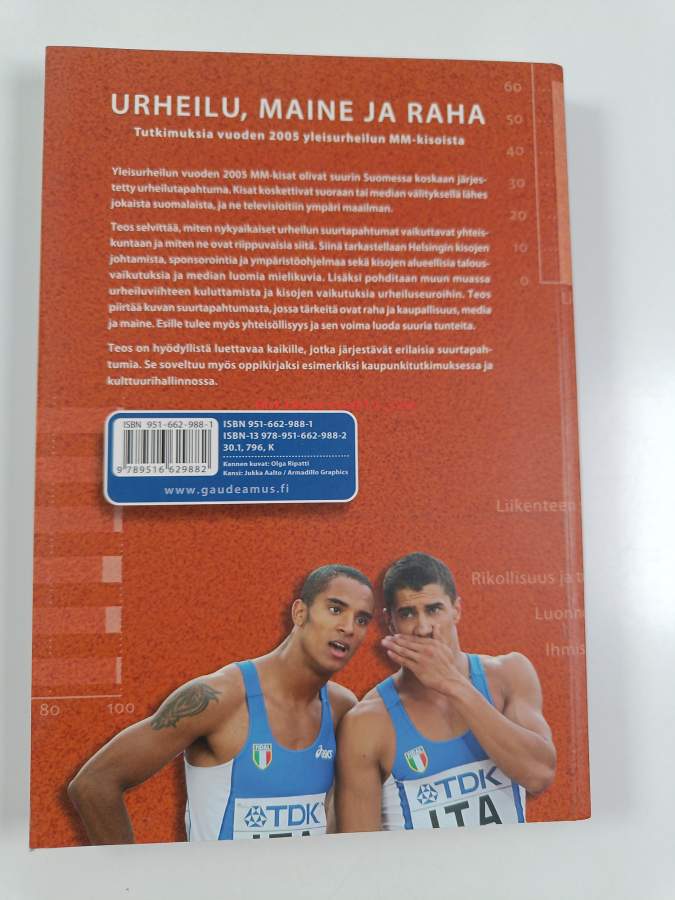 60
50
40
30
20
10
0
URHEILU, MAINE JA RAHA
Tutkimuksia vuoden 2005 yleisurheilun MM-kisoista
Yleisurheilun vuoden 2005 MM-kisat olivat suurin Suomessa koskaan järjes-
tetty urheilutapahtuma. Kisat koskettivat suoraan tai median välityksellä lähes
jokaista suomalaista, ja ne televisioitiin ympäri maailman.
Teos selvittää, miten nykyaikaiset urheilun suurtapahtumat vaikuttavat yhteis-
kuntaan ja miten ne ovat riippuvaisia siitä. Siinä tarkastellaan Helsingin kisojen
johtamista, sponsorointia ja ympäristöohjelmaa sekä kisojen alueellisia talous-
vaikutuksia ja median luomia mielikuvia. Lisäksi pohditaan muun muassa
urheiluviihteen kuluttamista ja kisojen vaikutuksia urheiluseuroihin. Teos
piirtää kuvan suurtapahtumasta, jossa tärkeitä ovat raha ja kaupallisuus, media
ja maine. Esille tulee myös yhteisöllisyys ja sen voima luoda suuria tunteita.
Teos on hyödyllistä luettavaa kaikille, jotka järjestävät erilaisia suurtapah-
tumia. Se soveltuu myös oppikirjaksi esimerkiksi kaupunkitutkimuksessa ja
kulttuurihallinnossa.
ISBN 951-662-988-1
9 789516 629882
ISBN 951-662-988-1
ISBN-13 978-951-662-988-2
30.1, 796, K
Kannen kuvat: Olga Ripatti
Kansi: Jukka Aalto / Armadillo Graphics
www.gaudeamus.fi
Liikenteen
Rikollisuus ja t
Luonn
Ihmis
80 100
FIDAL
asics
TDK
ITA
FIDAL
TDK
ITA